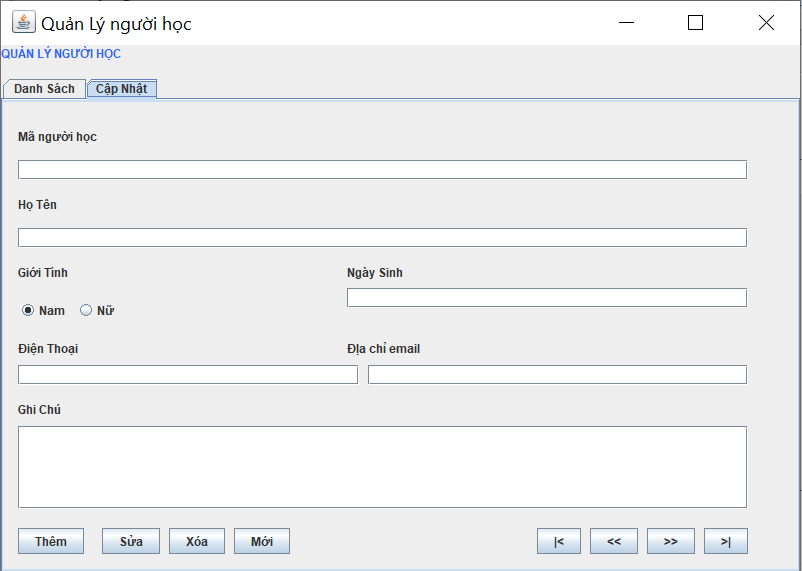 Quản Lý người học
QUẢN LÝ NGƯỜI HỌC
Danh Sách Cập Nhật
Mã người học
Họ Tên
Giới Tính Ngày Sinh
Nam Nữ
Điện Thoại Địa chỉ email
Ghi Chú
Thêm Sửa Xóa Mới |< << >> >|